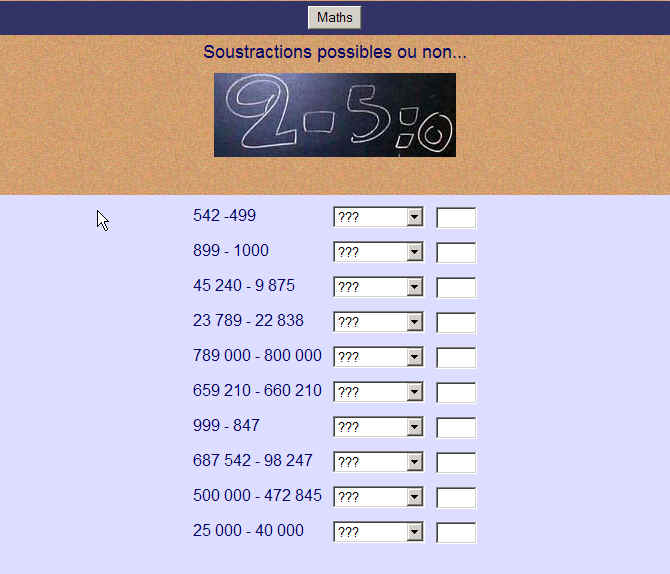 Maths
Soustractions possibles ou non...
2-5:0
542 -499 ???
899 - 1000 ???
45 240 - 9 875 ???
23 789 - 22 838 ???
789 000 - 800 000 ???
659 210 - 660 210 ???
999 - 847 ???
687 542 - 98 247 ???
500 000 - 472 845 ???
25 000 - 40 000 ???